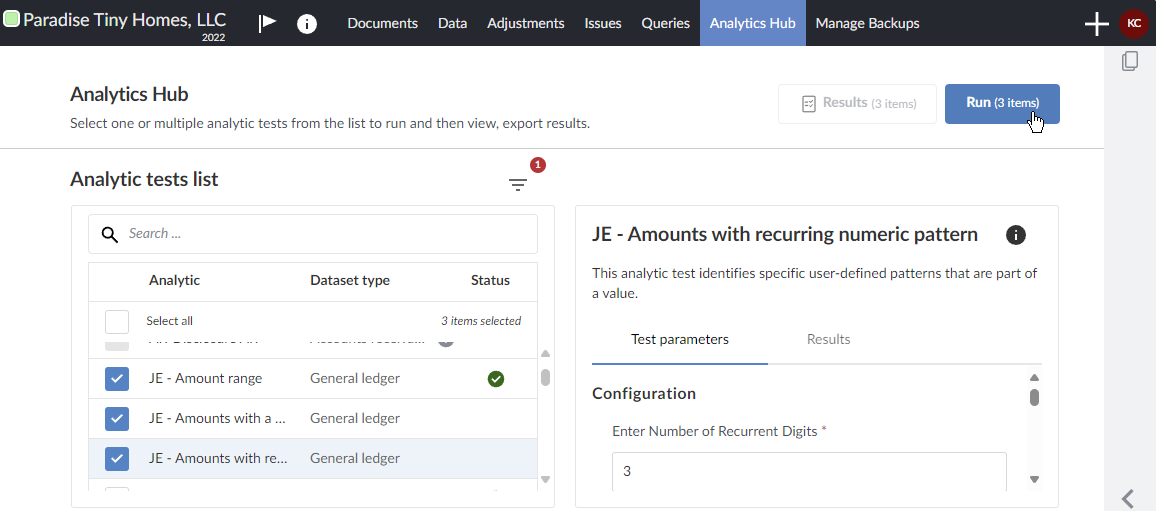 Paradise Tiny Homes, LLC
2022
Documents Data Adjustments Issues Queries Analytics Hub Manage Backups
KC
Analytics Hub
Select one or multiple analytic tests from the list to run and then view, export results.
Results (3 items)
Run (3 items)
Analytic tests list
1
Search ...
Analytic Dataset type Status
Select all 3 items selected
JE - Amount range General ledger
JE - Amounts with a ... General ledger
JE - Amounts with re... General ledger
JE - Amounts with recurring numeric pattern
This analytic test identifies specific user-defined patterns that are part of
a value.
Test parameters Results
Configuration
Enter Number of Recurrent Digits *
3